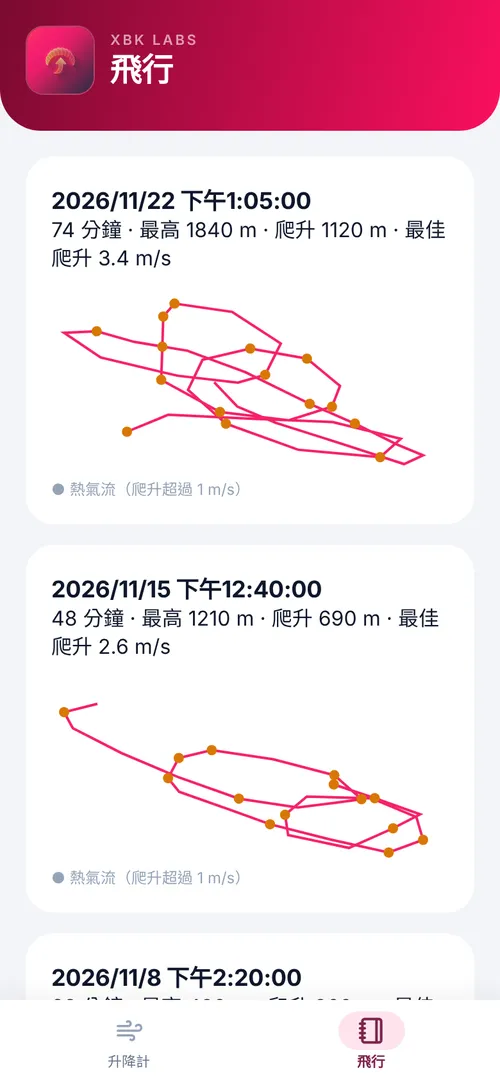 XBK LABS
飛行
2026/11/22 下午1:05:00
74 分鐘 · 最高 1840 m · 爬升 1120 m · 最佳
爬升 3.4 m/s
● 熱氣流（爬升超過 1 m/s）
2026/11/15 下午12:40:00
48 分鐘 · 最高 1210 m · 爬升 690 m · 最佳
爬升 2.6 m/s
● 熱氣流（爬升超過 1 m/s）
2026/11/8 下午2:20:00
升降計
飛行